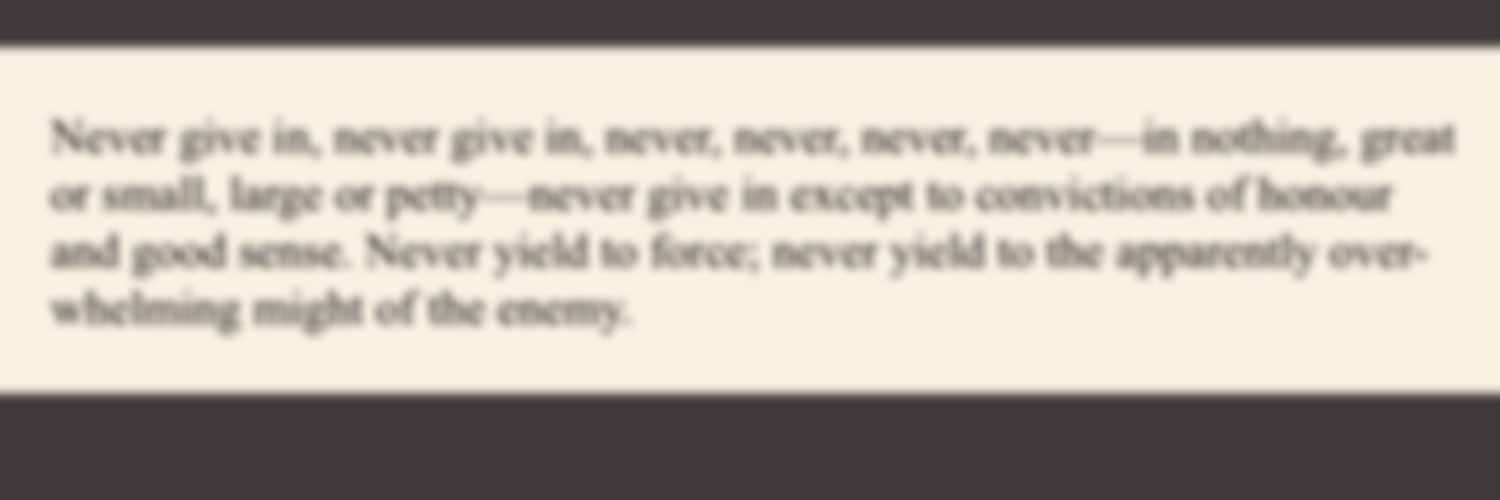 Never give in, never give in, never, never, never, never—in nothing, great
or small, large or petty—never give in except to convictions of honour
and good sense. Never yield to force; never yield to the apparently over-
whelming might of the enemy.